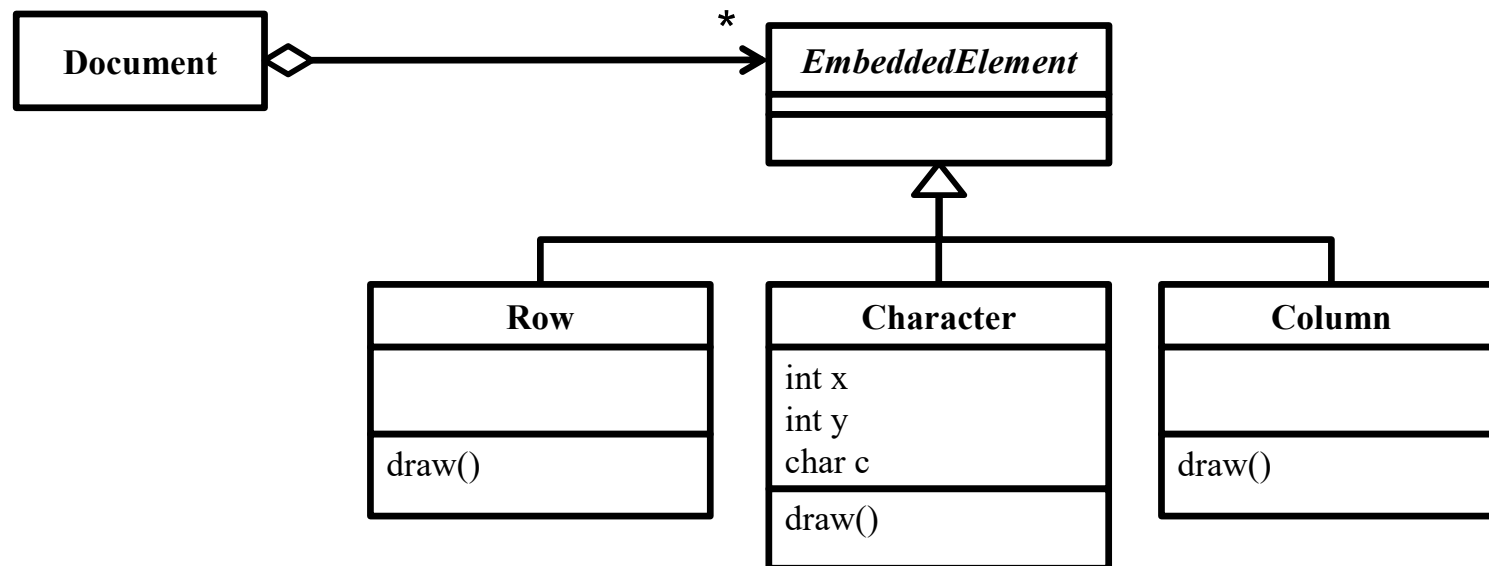 Document
*
EmbeddedElement
Row
draw()
Character
int x
int y
char c
draw()
Column
draw()